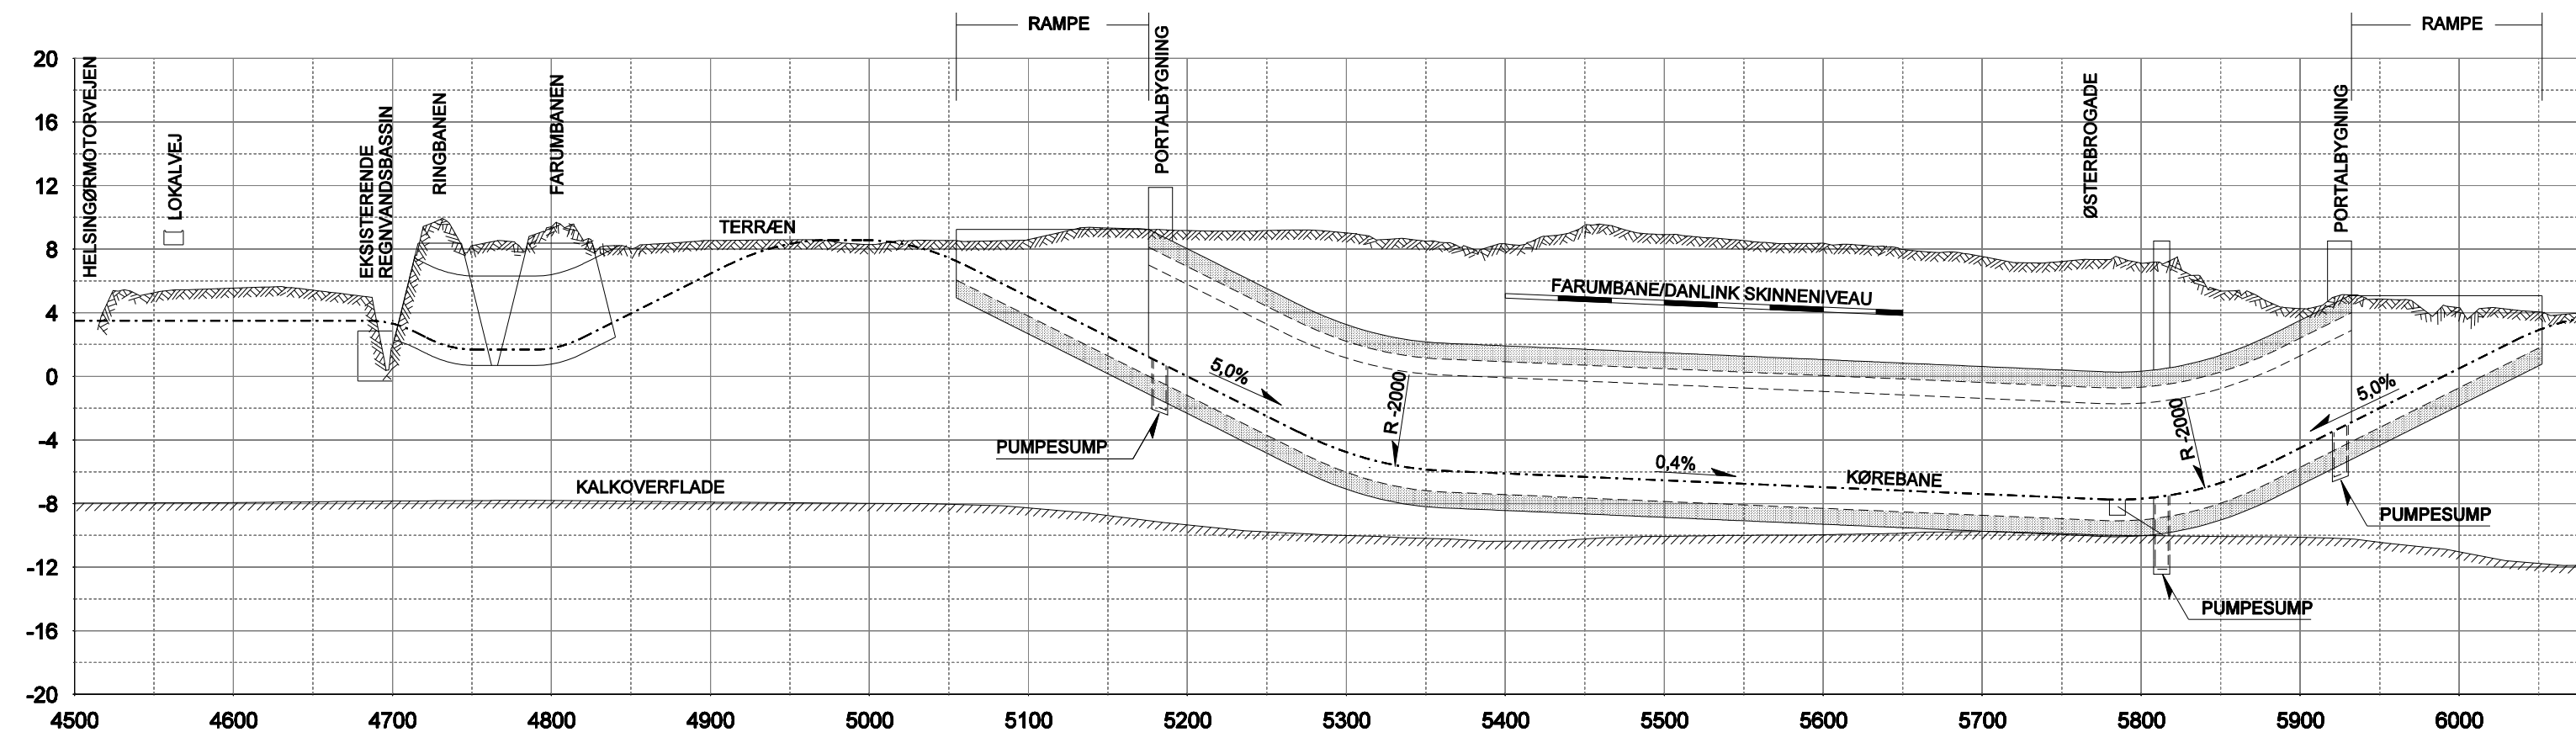 RAMPE
RAMPE
20
16
12
8
4
0
-4
-8
-12
-16
-20
HELSINGØRMOTORVEJEN
LOKALVEJ
EKSISTERENDE
REGNVANDSBASSIN
RINGBANEN
FARUMBANEN
TERRÆN
PORTALBYGNING
ØSTERBROGADE
PORTALBYGNING
FARUMBANE/DANLINK SKINNENIVEAU
5,0%
R -2000
5,0%
R -2000
PUMPESUMP
0,4%
KØREBANE
KALKOVERFLADE
PUMPESUMP
PUMPESUMP
4500
4600
4700
4800
4900
5000
5100
5200
5300
5400
5500
5600
5700
5800
5900
6000